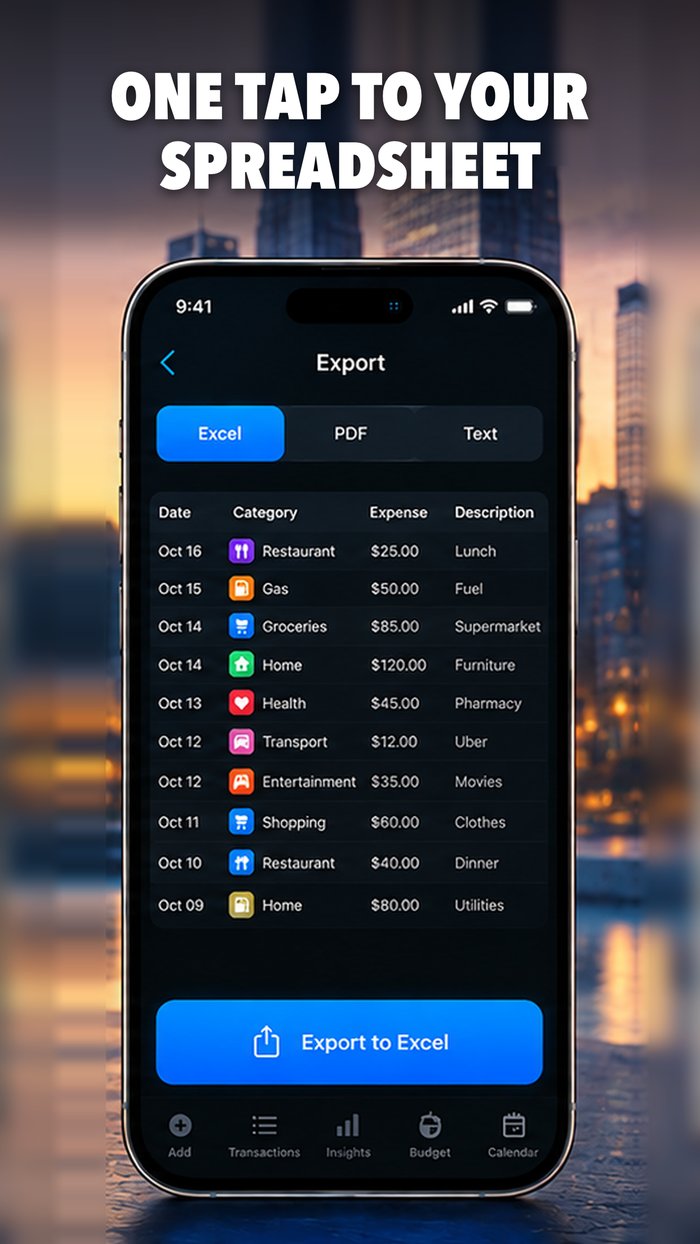 ONE TAP TO YOUR
SPREADSHEET
9:41
Export
Excel PDF Text
Date Category Expense Description
Oct 16 Restaurant $25.00 Lunch
Oct 15 Gas $50.00 Fuel
Oct 14 Groceries $85.00 Supermarket
Oct 14 Home $120.00 Furniture
Oct 13 Health $45.00 Pharmacy
Oct 12 Transport $12.00 Uber
Oct 12 Entertainment $35.00 Movies
Oct 11 Shopping $60.00 Clothes
Oct 10 Restaurant $40.00 Dinner
Oct 09 Home $80.00 Utilities
Export to Excel
Add Transactions Insights Budget Calendar